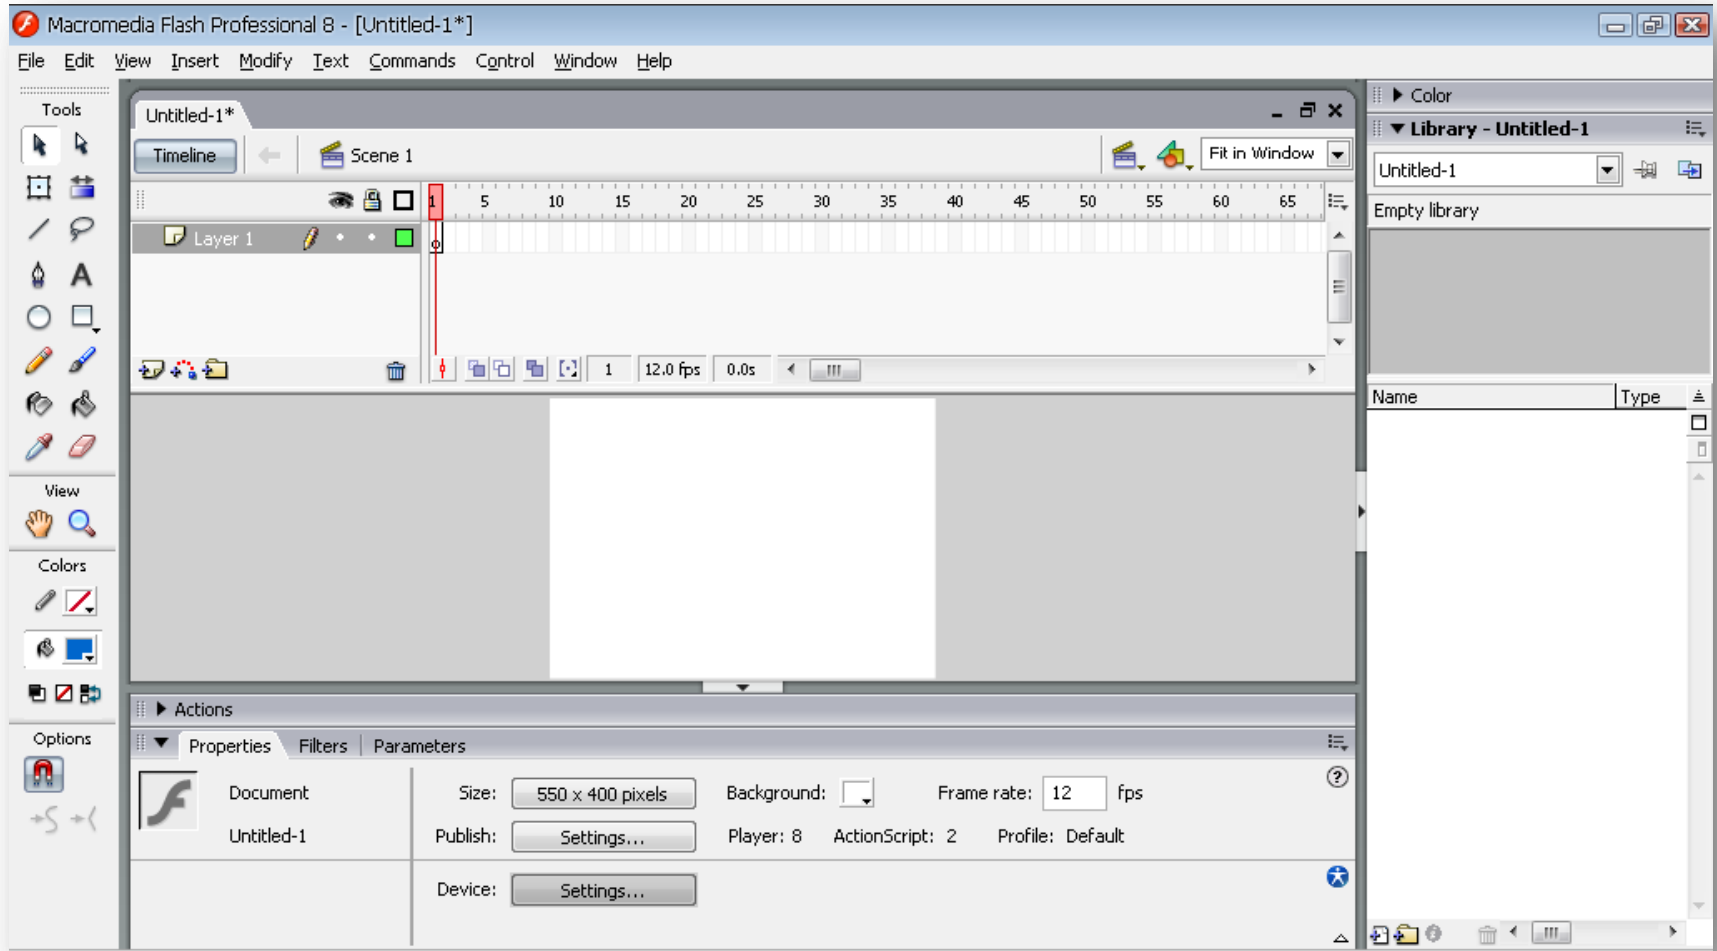 Macromedia Flash Professional 8 - [Untitled-1*]
File Edit View Insert Modify Text Commands Control Window Help
Tools
A
View
Colors
Options
Untitled-1*
Timeline Scene 1 Fit in Window
1 5 10 15 20 25 30 35 40 45 50 55 60 65
Layer 1
1 12.0 fps 0.0s
Actions
Properties Filters Parameters
Document Size: 550 x 400 pixels Background: Frame rate: 12 fps
Untitled-1 Publish: Settings... Player: 8 ActionScript: 2 Profile: Default
Device: Settings...
Color
Library - Untitled-1
Untitled-1
Empty library
Name Type